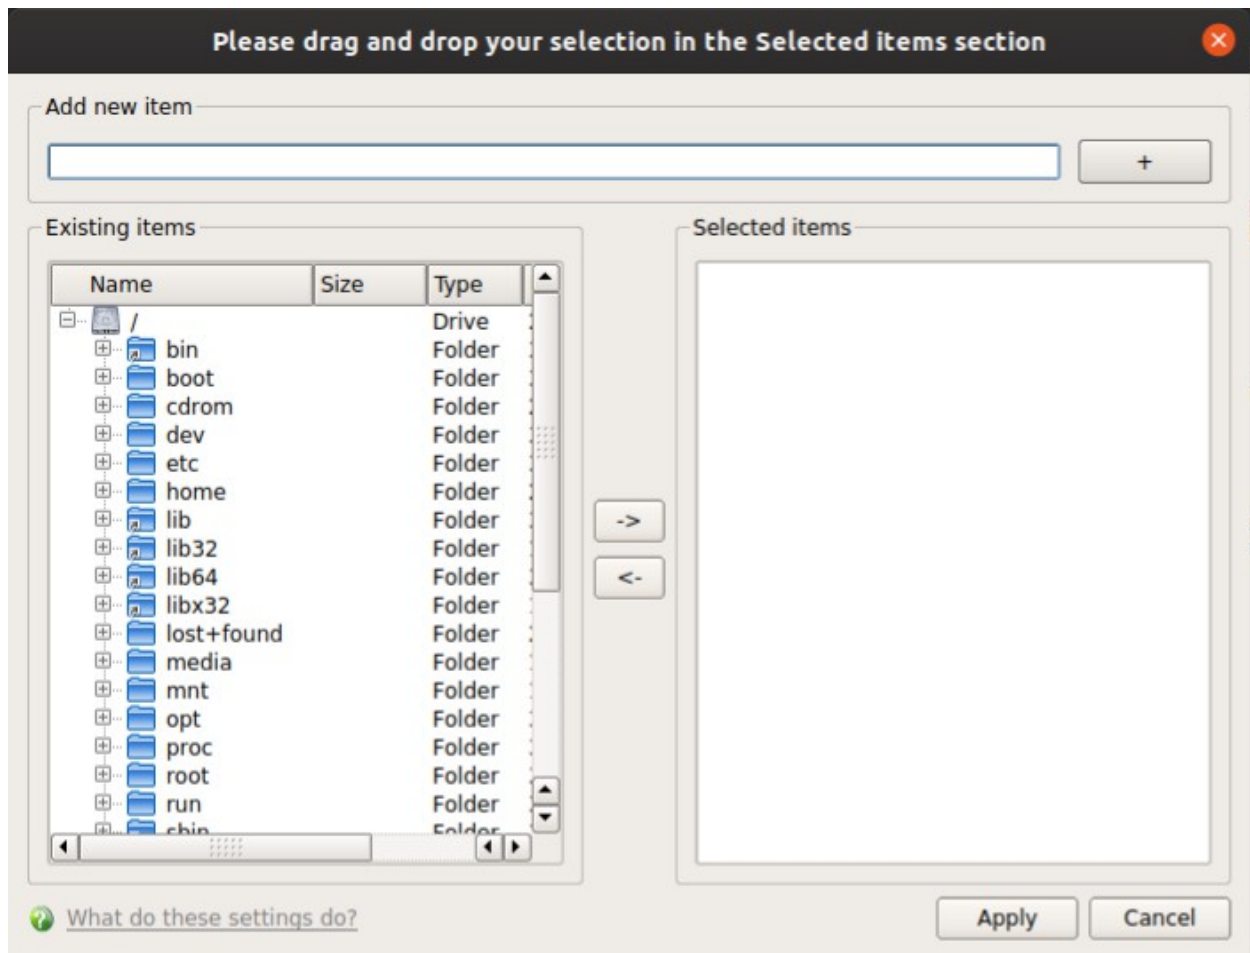 Please drag and drop your selection in the Selected items section
Add new item
+
Existing items
Selected items
Name Size Type
/ Drive
bin Folder
boot Folder
cdrom Folder
dev Folder
etc Folder
home Folder
lib Folder
lib32 Folder
lib64 Folder
libx32 Folder
lost+found Folder
media Folder
mnt Folder
opt Folder
proc Folder
root Folder
run Folder
sbin Folder
->
<-
What do these settings do?
Apply Cancel